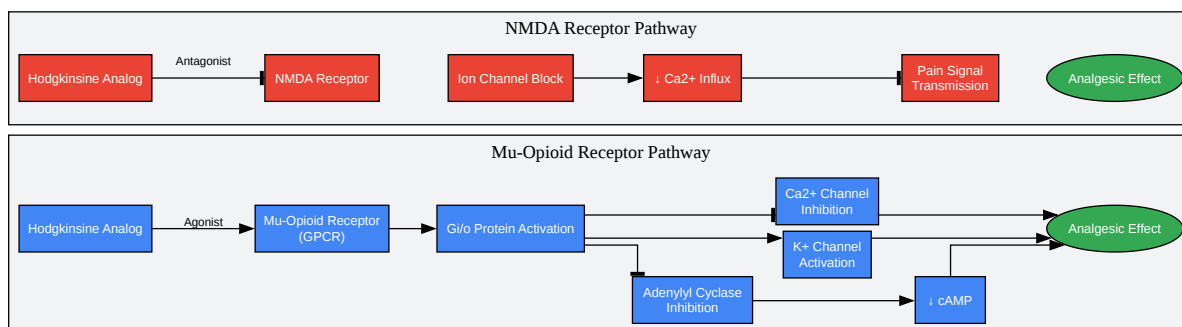 NMDA Receptor Pathway
Hodgkinsine Analog
Antagonist
NMDA Receptor
Ion Channel Block
↓ Ca2+ Influx
Pain Signal
Transmission
Analgesic Effect
Mu-Opioid Receptor Pathway
Hodgkinsine Analog
Agonist
Mu-Opioid Receptor
(GPCR)
Gi/o Protein Activation
Ca2+ Channel
Inhibition
K+ Channel
Activation
Adenylyl Cyclase
Inhibition
↓ cAMP
Analgesic Effect